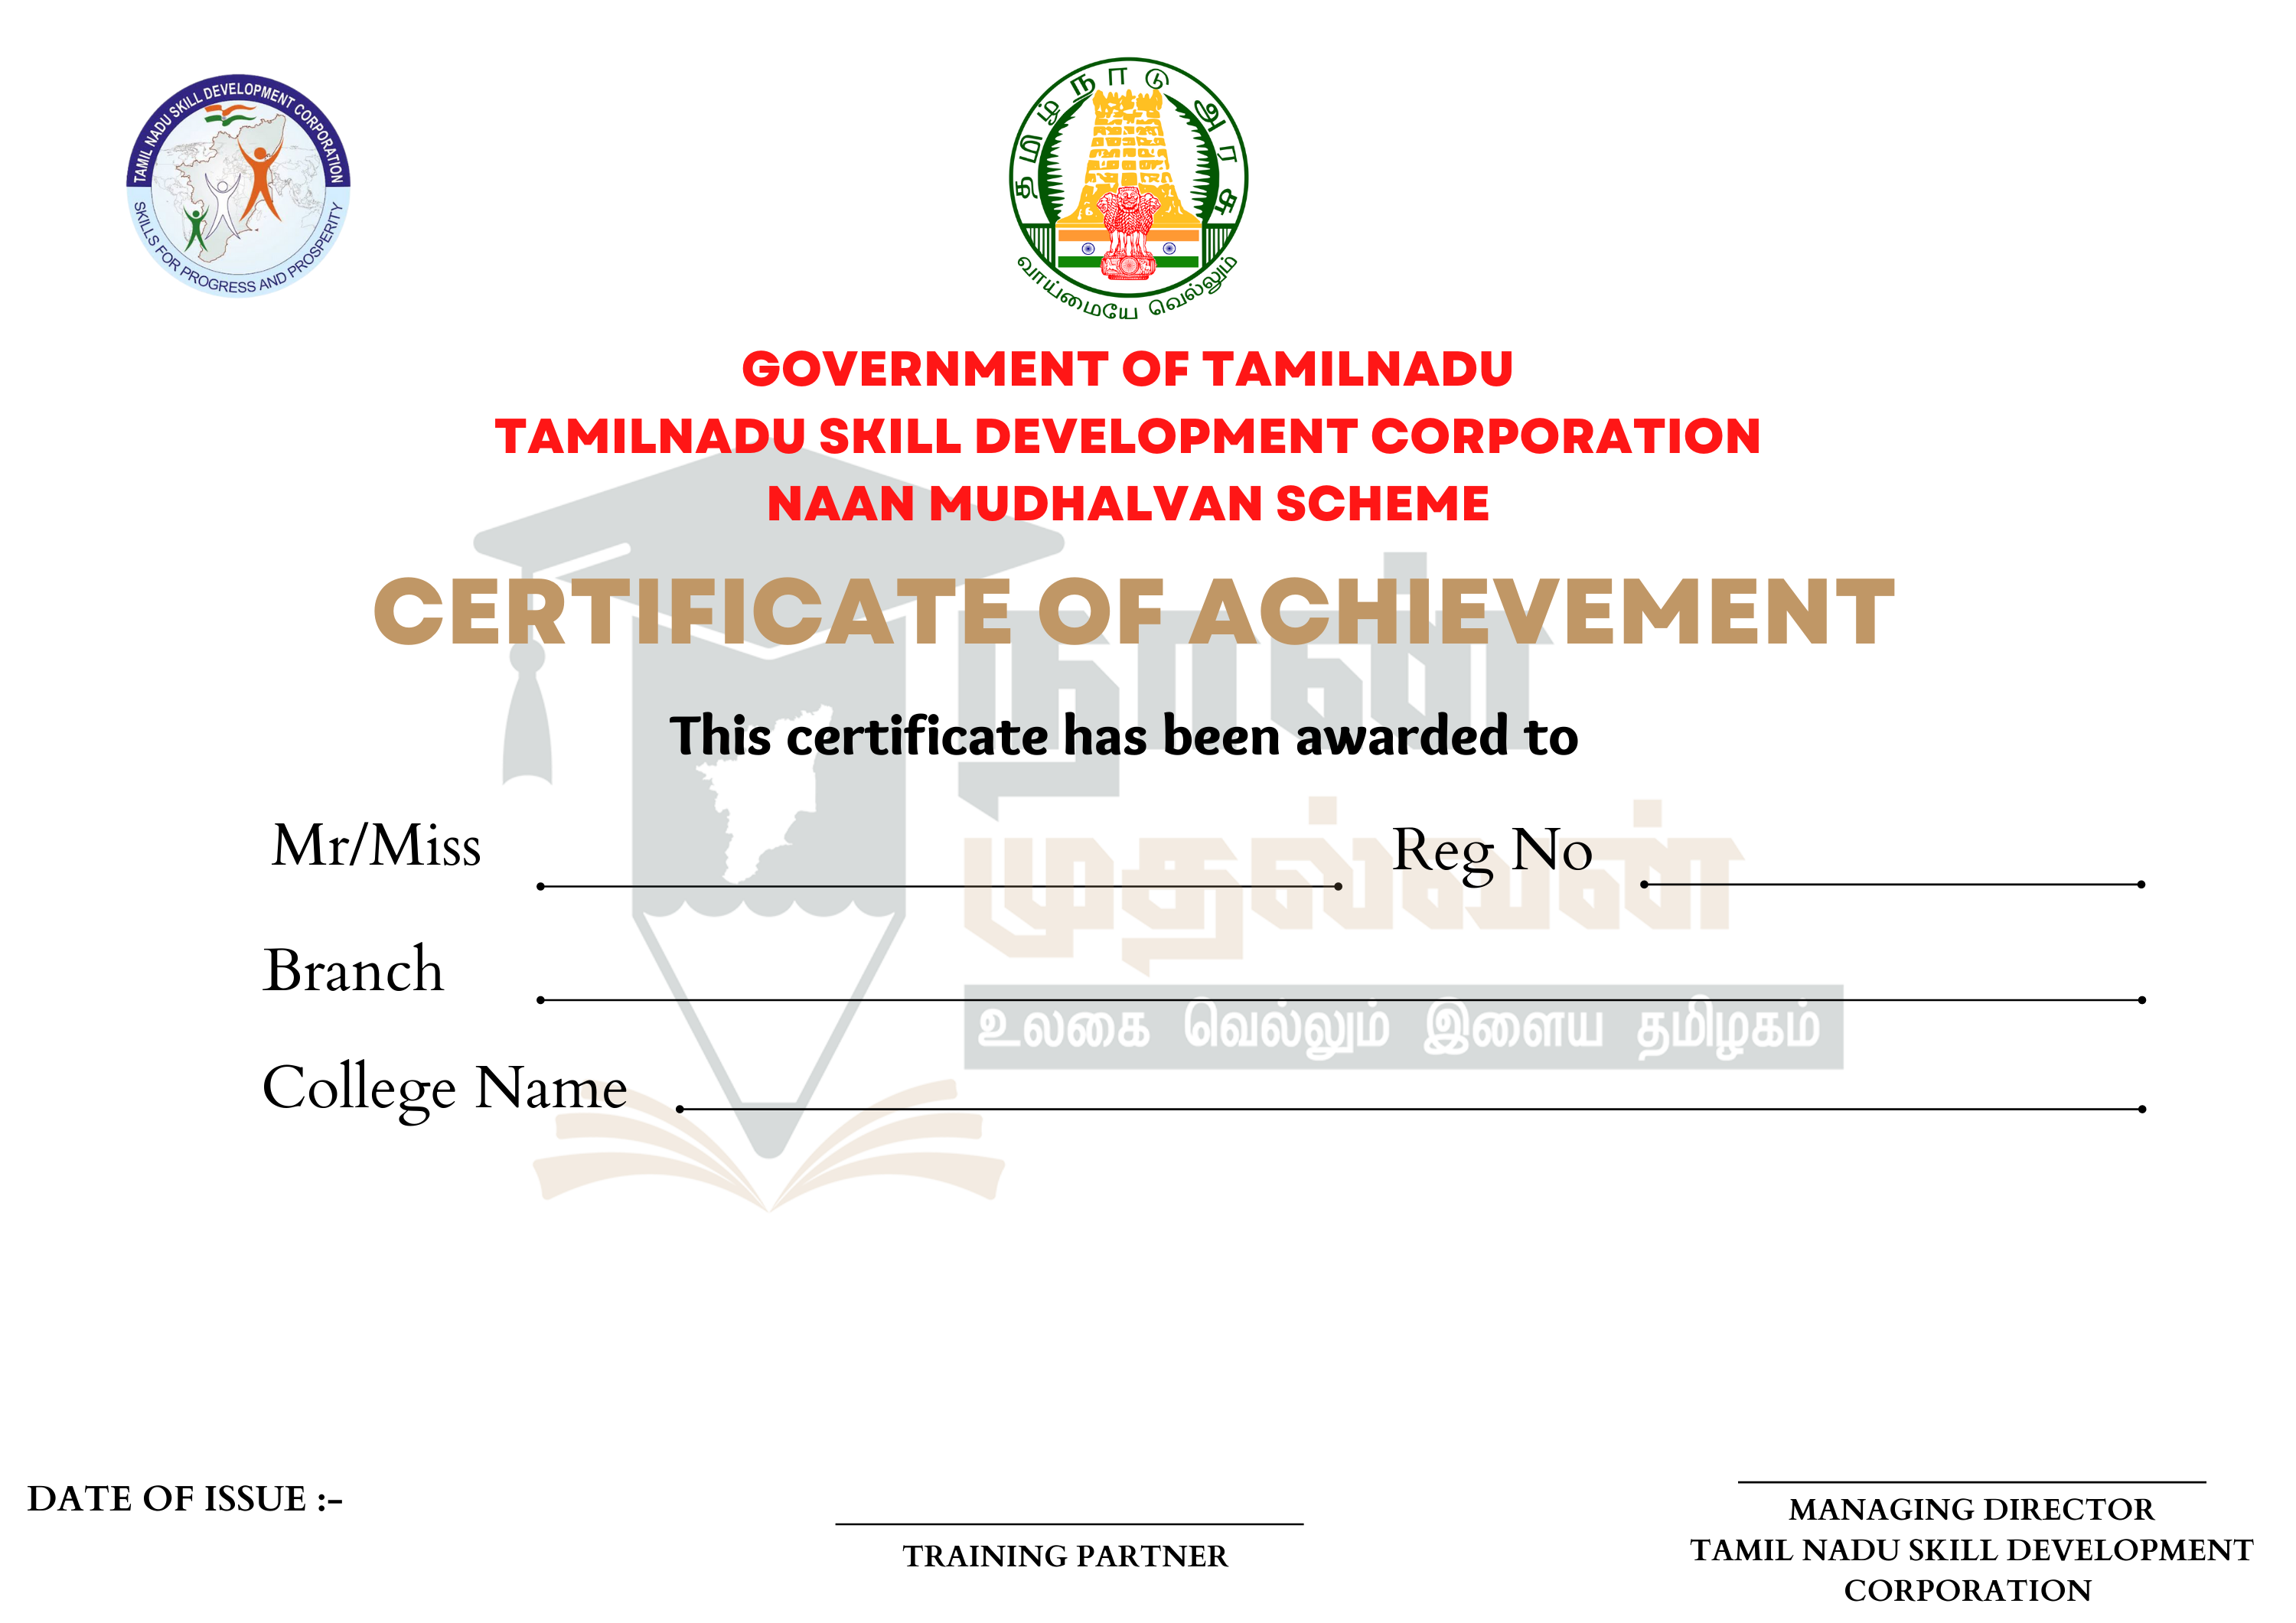 TAMIL NADU SKILL DEVELOPMENT CORPORATION
SKILLS FOR PROGRESS AND PROSPERITY
தமிழ்நாடு அரசு
வாய்மையே வெல்லும்
GOVERNMENT OF TAMILNADU
TAMILNADU SKILL DEVELOPMENT CORPORATION
NAAN MUDHALVAN SCHEME
CERTIFICATE OF ACHIEVEMENT
நான்
This certificate has been awarded to
முதல்வன்
Mr/Miss
Reg No
Branch
உலகை வெல்லும் இளைய தமிழகம்
College Name
DATE OF ISSUE :-
TRAINING PARTNER
MANAGING DIRECTOR
TAMIL NADU SKILL DEVELOPMENT
CORPORATION